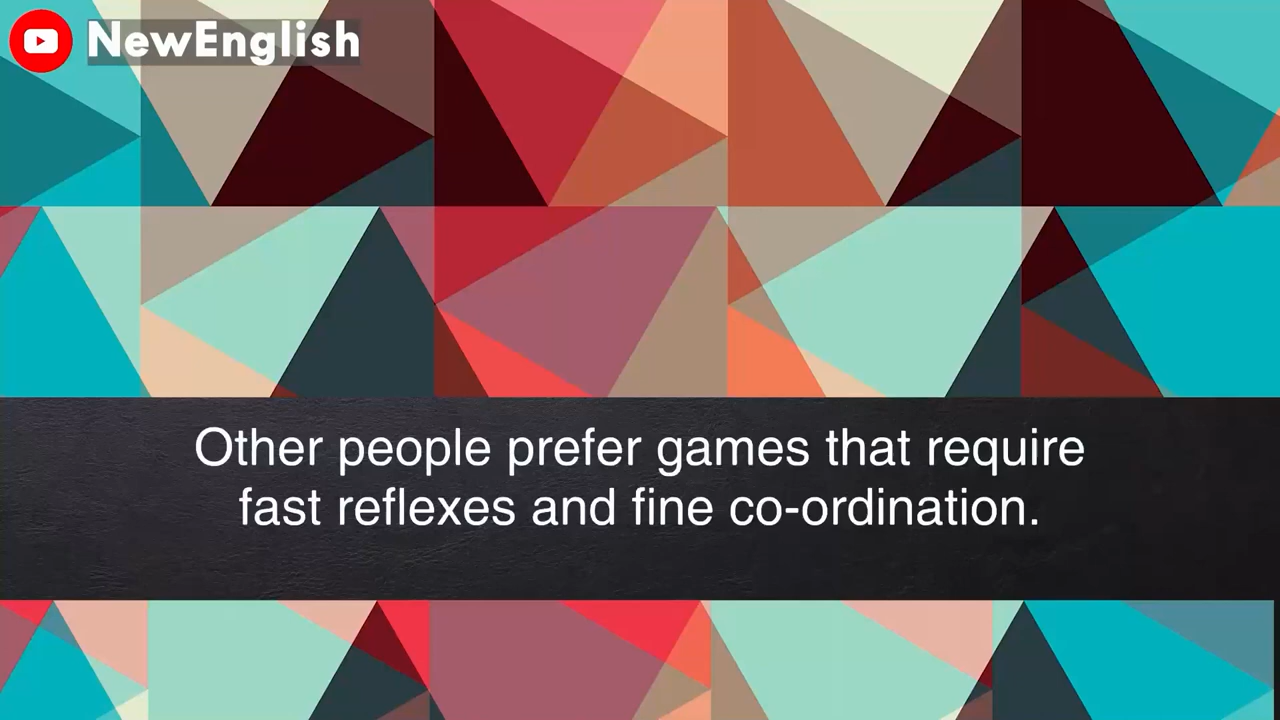 NewEnglish
Other people prefer games that require
fast reflexes and fine co-ordination.